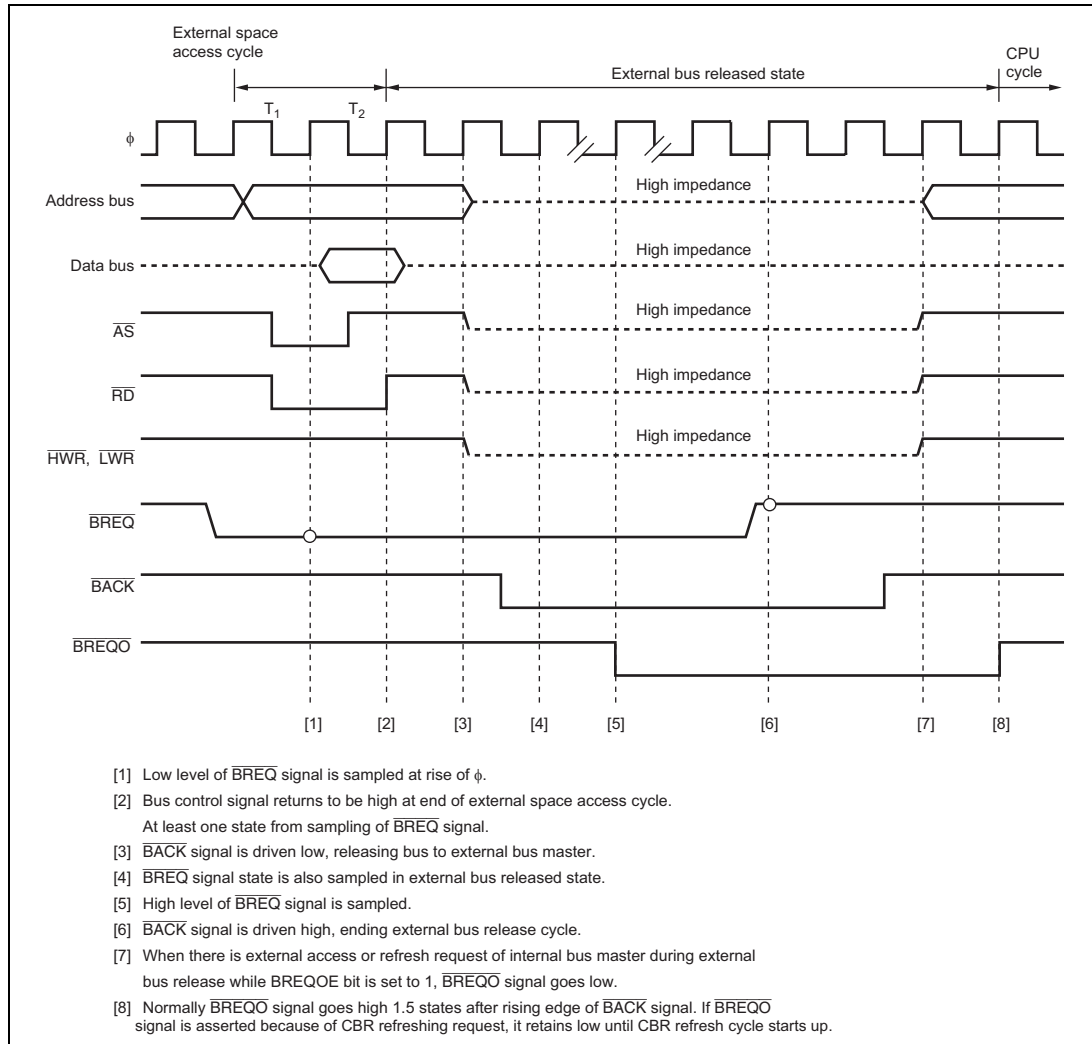 External space
access cycle
External bus released state
CPU
cycle
T1
T2
ϕ
Address bus
High impedance
Data bus
High impedance
AS
High impedance
RD
High impedance
HWR, LWR
High impedance
BREQ
BACK
BREQO
[1] [2] [3] [4] [5] [6] [7] [8]
[1] Low level of BREQ signal is sampled at rise of ϕ.
[2] Bus control signal returns to be high at end of external space access cycle.
At least one state from sampling of BREQ signal.
[3] BACK signal is driven low, releasing bus to external bus master.
[4] BREQ signal state is also sampled in external bus released state.
[5] High level of BREQ signal is sampled.
[6] BACK signal is driven high, ending external bus release cycle.
[7] When there is external access or refresh request of internal bus master during external
bus release while BREQOE bit is set to 1, BREQO signal goes low.
[8] Normally BREQO signal goes high 1.5 states after rising edge of BACK signal. If BREQO
signal is asserted because of CBR refreshing request, it retains low until CBR refresh cycle starts up.